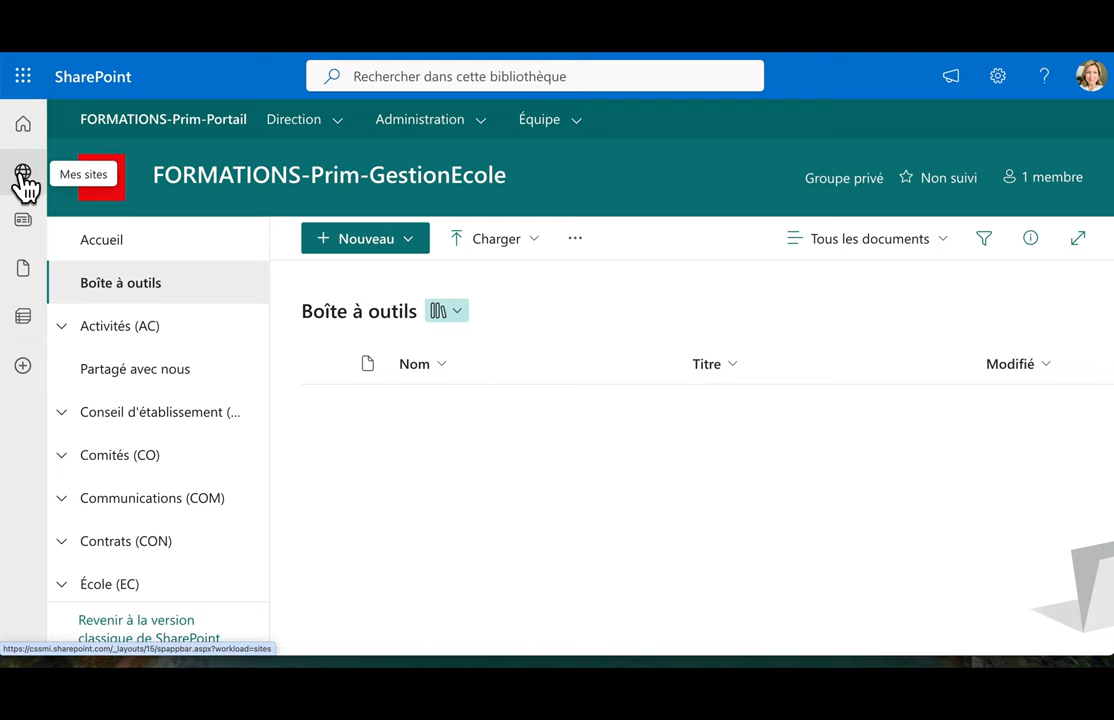 SharePoint
Rechercher dans cette bibliothèque
?
FORMATIONS-Prim-Portail Direction Administration Équipe
Mes sites
FORMATIONS-Prim-GestionEcole
Groupe privé Non suivi 1 membre
Accueil
Boîte à outils
Activités (AC)
Partagé avec nous
Conseil d'établissement (...
Comités (CO)
Communications (COM)
Contrats (CON)
École (EC)
Revenir à la version
classique de SharePoint
https://cssmi.sharepoint.com/_layouts/15/spappbar.aspx?workload=sites
+ Nouveau Charger ... Tous les documents
Boîte à outils
Nom Titre Modifié